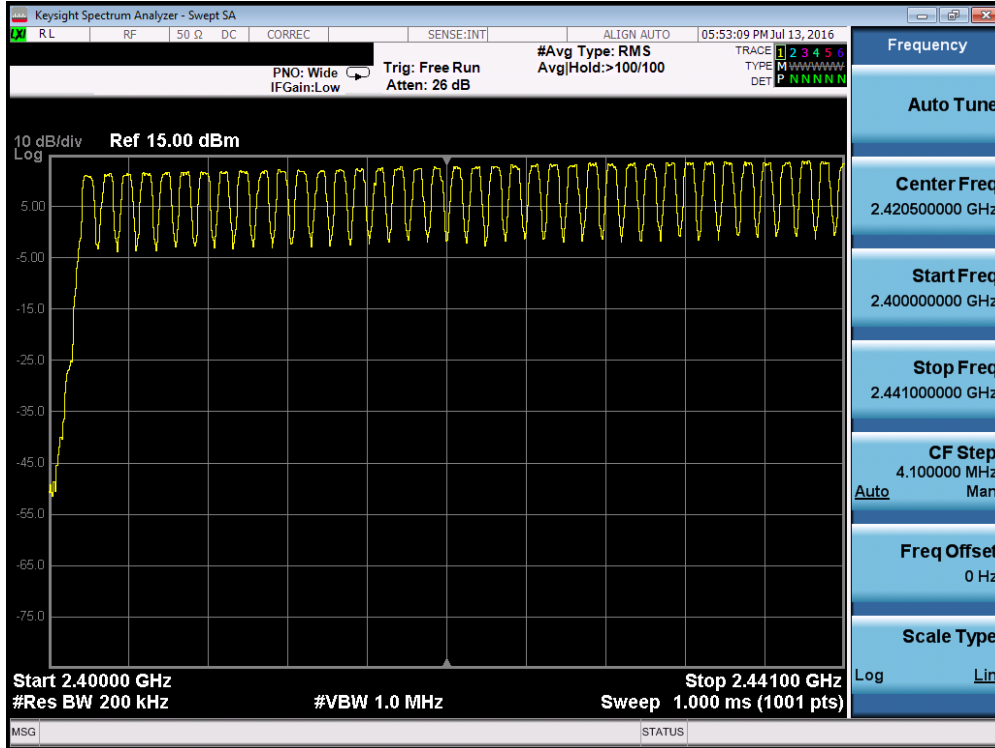 Keysight Spectrum Analyzer - Swept SA
LXI RL RF 50 Ω DC CORREC SENSE:INT ALIGN AUTO 05:53:09 PM Jul 13, 2016
PNO: Wide
IFGain:Low
Trig: Free Run
Atten: 26 dB
#Avg Type: RMS
Avg|Hold:>100/100
TRACE 1 2 3 4 5 6
TYPE M WWWWW
DET P N N N N N
10 dB/div Ref 15.00 dBm
Log
5.00
-5.00
-15.0
-25.0
-35.0
-45.0
-55.0
-65.0
-75.0
Start 2.40000 GHz Stop 2.44100 GHz
#Res BW 200 kHz #VBW 1.0 MHz Sweep 1.000 ms (1001 pts)
MSG STATUS
Frequency
Auto Tune
Center Freq
2.420500000 GHz
Start Freq
2.400000000 GHz
Stop Freq
2.441000000 GHz
CF Step
4.100000 MHz
Auto Man
Freq Offset
0 Hz
Scale Type
Log Lin